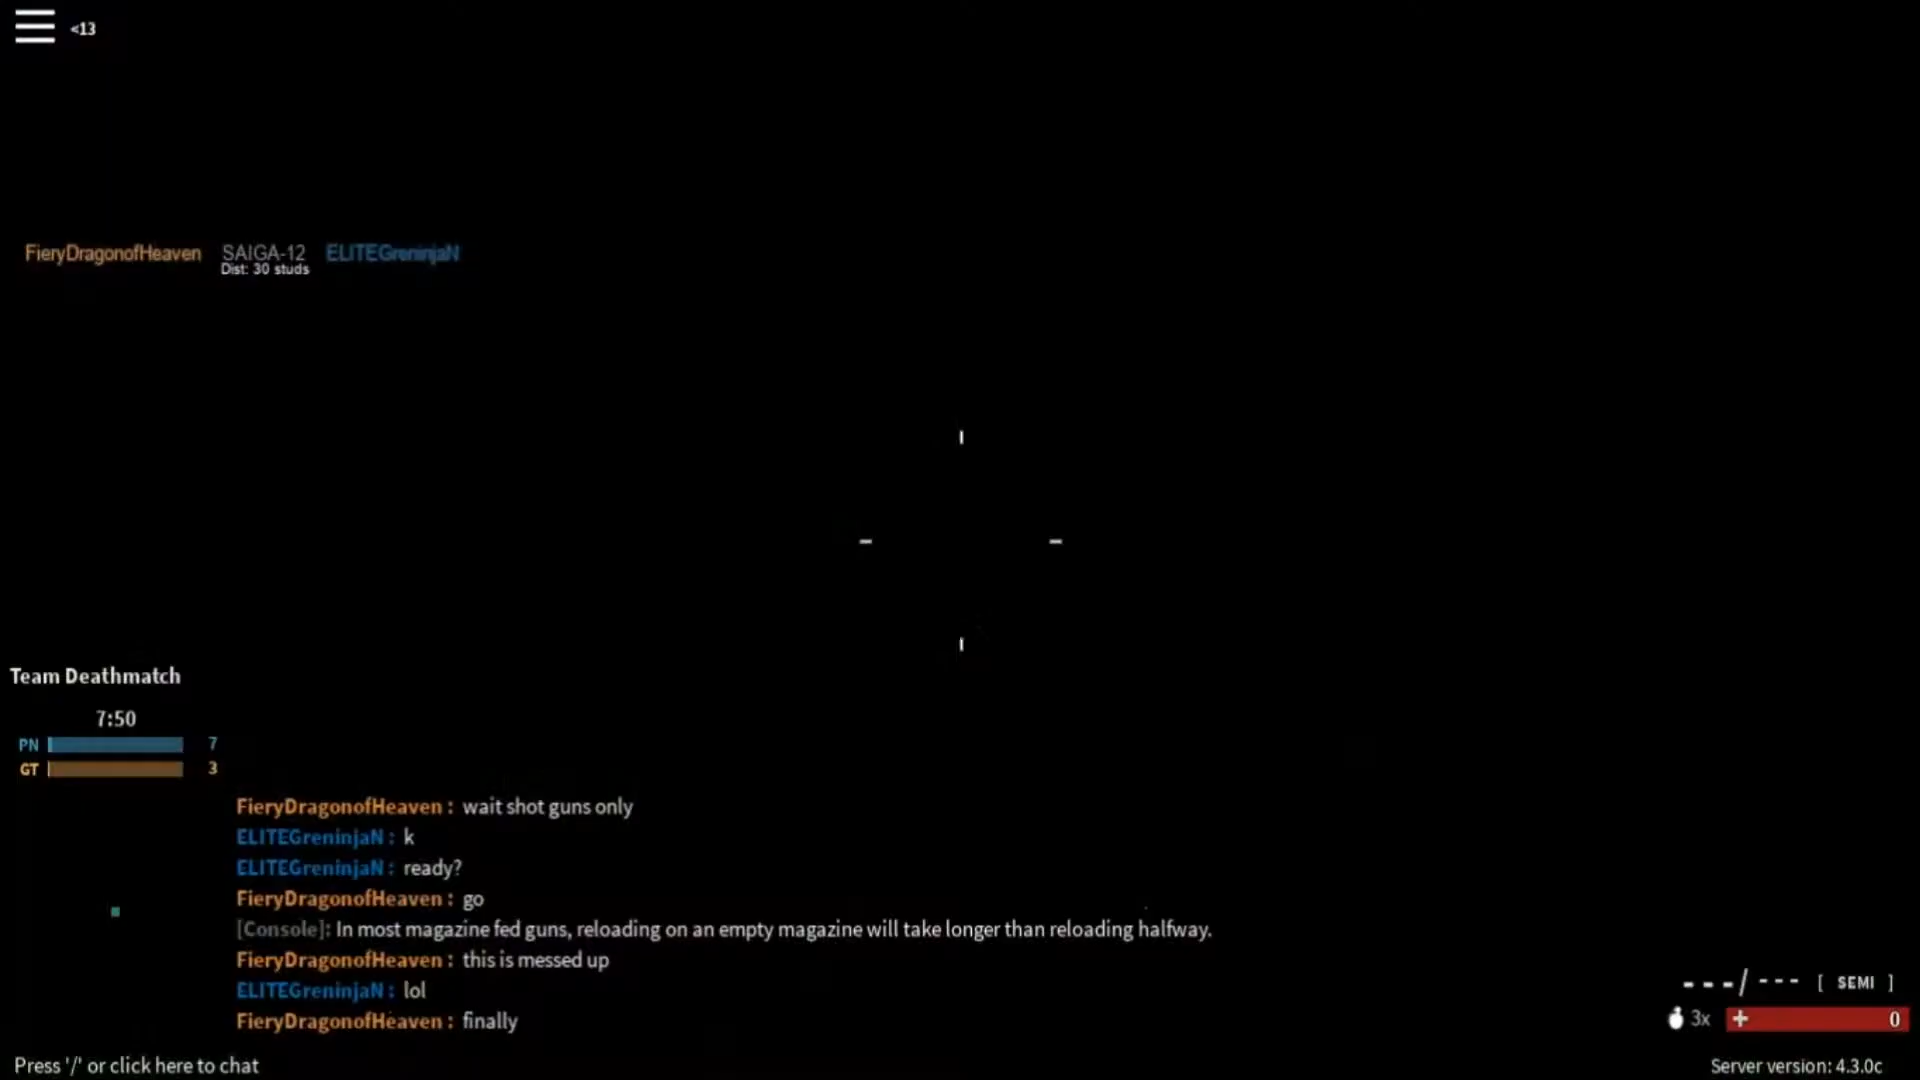 <13
FieryDragonofHeaven SAIGA-12 ELITEGreninjaN
Dist: 30 studs
Team Deathmatch
7:50
PN 7
GT 3
FieryDragonofHeaven : wait shot guns only
ELITEGreninjaN : k
ELITEGreninjaN : ready?
FieryDragonofHeaven : go
[Console]: In most magazine fed guns, reloading on an empty magazine will take longer than reloading halfway.
FieryDragonofHeaven : this is messed up
ELITEGreninjaN : lol
FieryDragonofHeaven : finally
---/--- [ SEMI ]
3x + 0
Press '/' or click here to chat
Server version: 4.3.0c